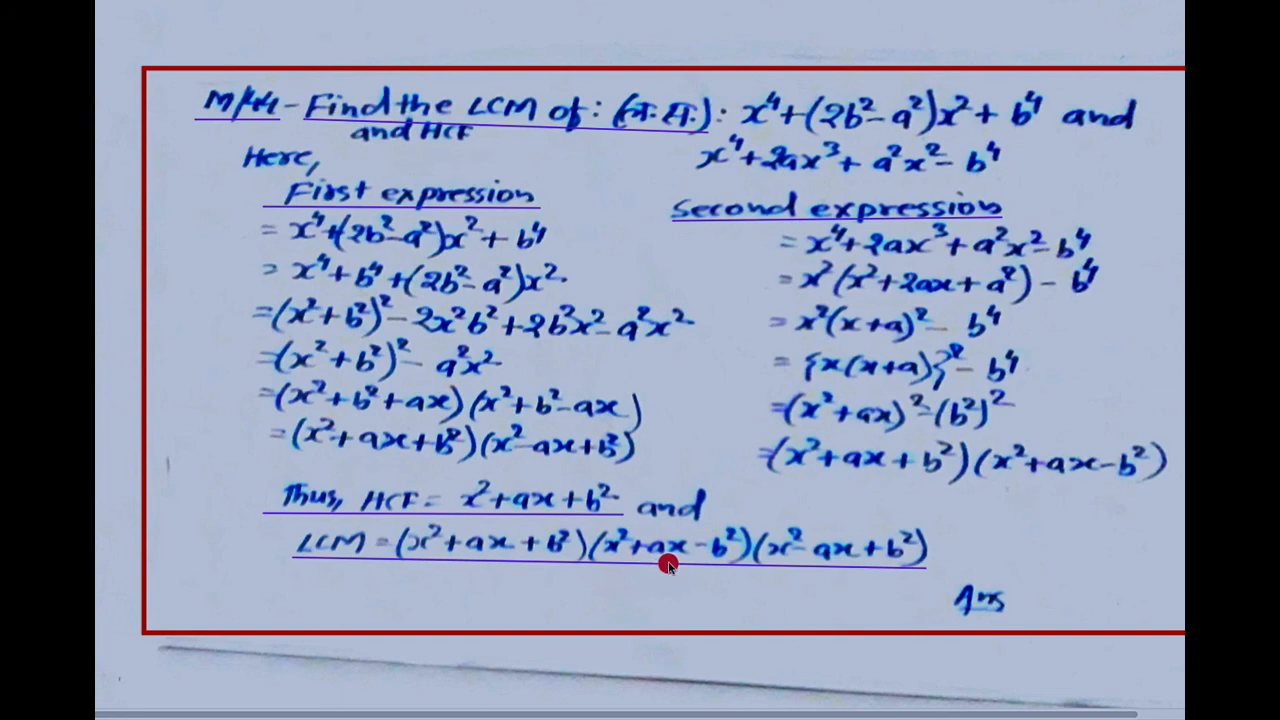 M/44 - Find the LCM of: (ल.स.): x⁴+(2b²-a²)x²+b⁴ and
and HCF
x⁴+2ax³+a²x²-b⁴
Here,
First expression
= x⁴+(2b²-a²)x²+b⁴
= x⁴+b⁴+(2b²-a²)x²
=(x²+b²)²-2x²b²+2b²x²-a²x²
=(x²+b²)²-a²x²
=(x²+b²+ax)(x²+b²-ax)
=(x²+ax+b²)(x²-ax+b²)
Second expression
= x⁴+2ax³+a²x²-b⁴
= x²(x²+2ax+a²)-b⁴
= x²(x+a)²-b⁴
= {x(x+a)}²-b⁴
=(x²+ax)²-(b²)²
=(x²+ax+b²)(x²+ax-b²)
Thus, HCF = x²+ax+b² and
LCM = (x²+ax+b²)(x²+ax-b²)(x²-ax+b²)
Ans